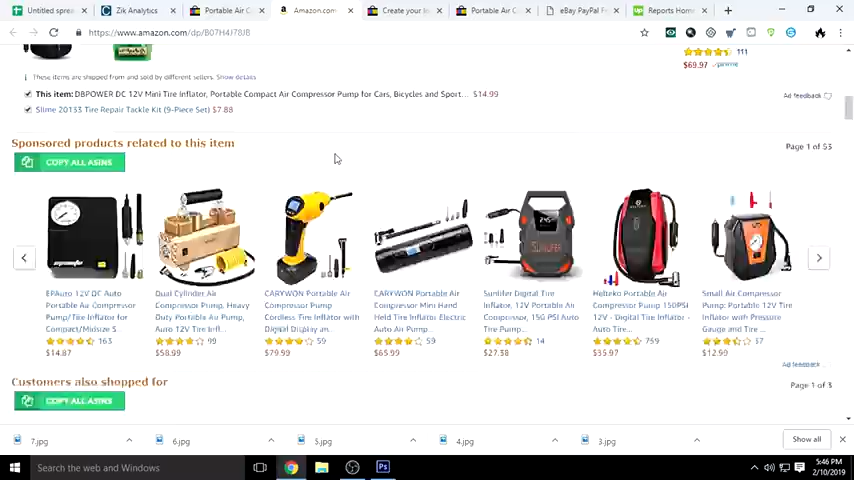 Untitled sprea
Zik Analytics
Portable Air C
Amazon.com
Create your li
Portable Air C
eBay PayPal F
Reports Hom
https://www.amazon.com/dp/B07H4J78J8
111
$69.97
These items are shipped from and sold by different sellers. Show details
This item: DBPOWER DC 12V Mini Tire Inflator, Portable Compact Air Compressor Pump for Cars, Bicycles and Sport... $14.99
Ad feedback
Slime 20133 Tire Repair Tackle Kit (9-Piece Set) $7.88
Sponsored products related to this item
Page 1 of 53
COPY ALL ASINS
EPAuto 12V DC Auto
Portable Air Compressor
Pump/Tire Inflator for
Compact/Midsize S
163
$14.87
Dual Cylinder Air
Compressor Pump, Heavy
Duty Portable Air Pump,
Auto 12V Tire Infl...
99
$58.99
CARYWON Portable Air
Compressor Pump
Cordless Tire Inflator with
Digital Display an...
59
$79.99
CARYWON Portable Air
Compressor Mini Hand
Held Tire Inflator Electric
Auto Air Pump...
59
$65.99
Sunlifer Digital Tire
Inflator, 12V Portable Air
Compressor, 150 PSI Auto
Tire Pump...
14
$27.38
Helteko Portable Air
Compressor Pump 150PSI
12V - Digital Tire Inflator -
Auto Tire...
759
$35.97
Small Air Compressor
Pump: Portable 12V Tire
Inflator with Pressure
Gauge and Tire ...
$12.99
Ad feedback
Customers also shopped for
Page 1 of 3
COPY ALL ASINS
7.jpg
6.jpg
5.jpg
4.jpg
3.jpg
Show all
Search the web and Windows
5:46 PM
2/10/2019